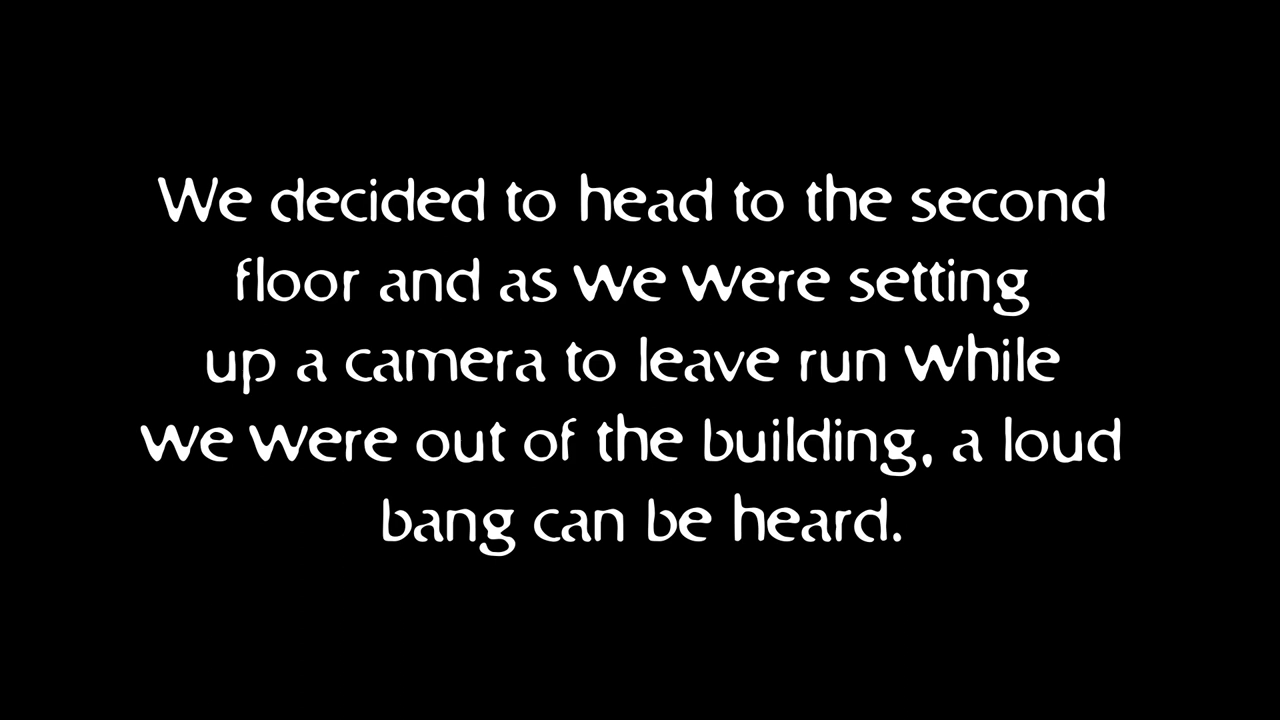 We decided to head to the second
floor and as we were setting
up a camera to leave run while
we were out of the building, a loud
bang can be heard.